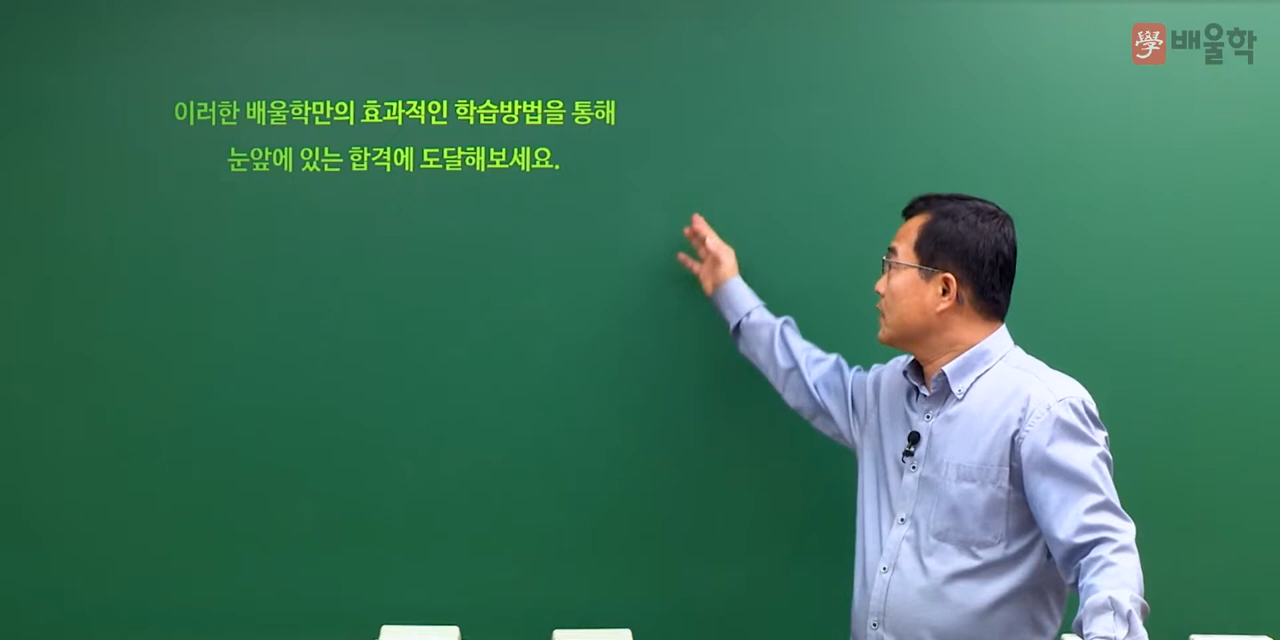 學 배울학
이러한 배울학만의 효과적인 학습방법을 통해
눈앞에 있는 합격에 도달해보세요.